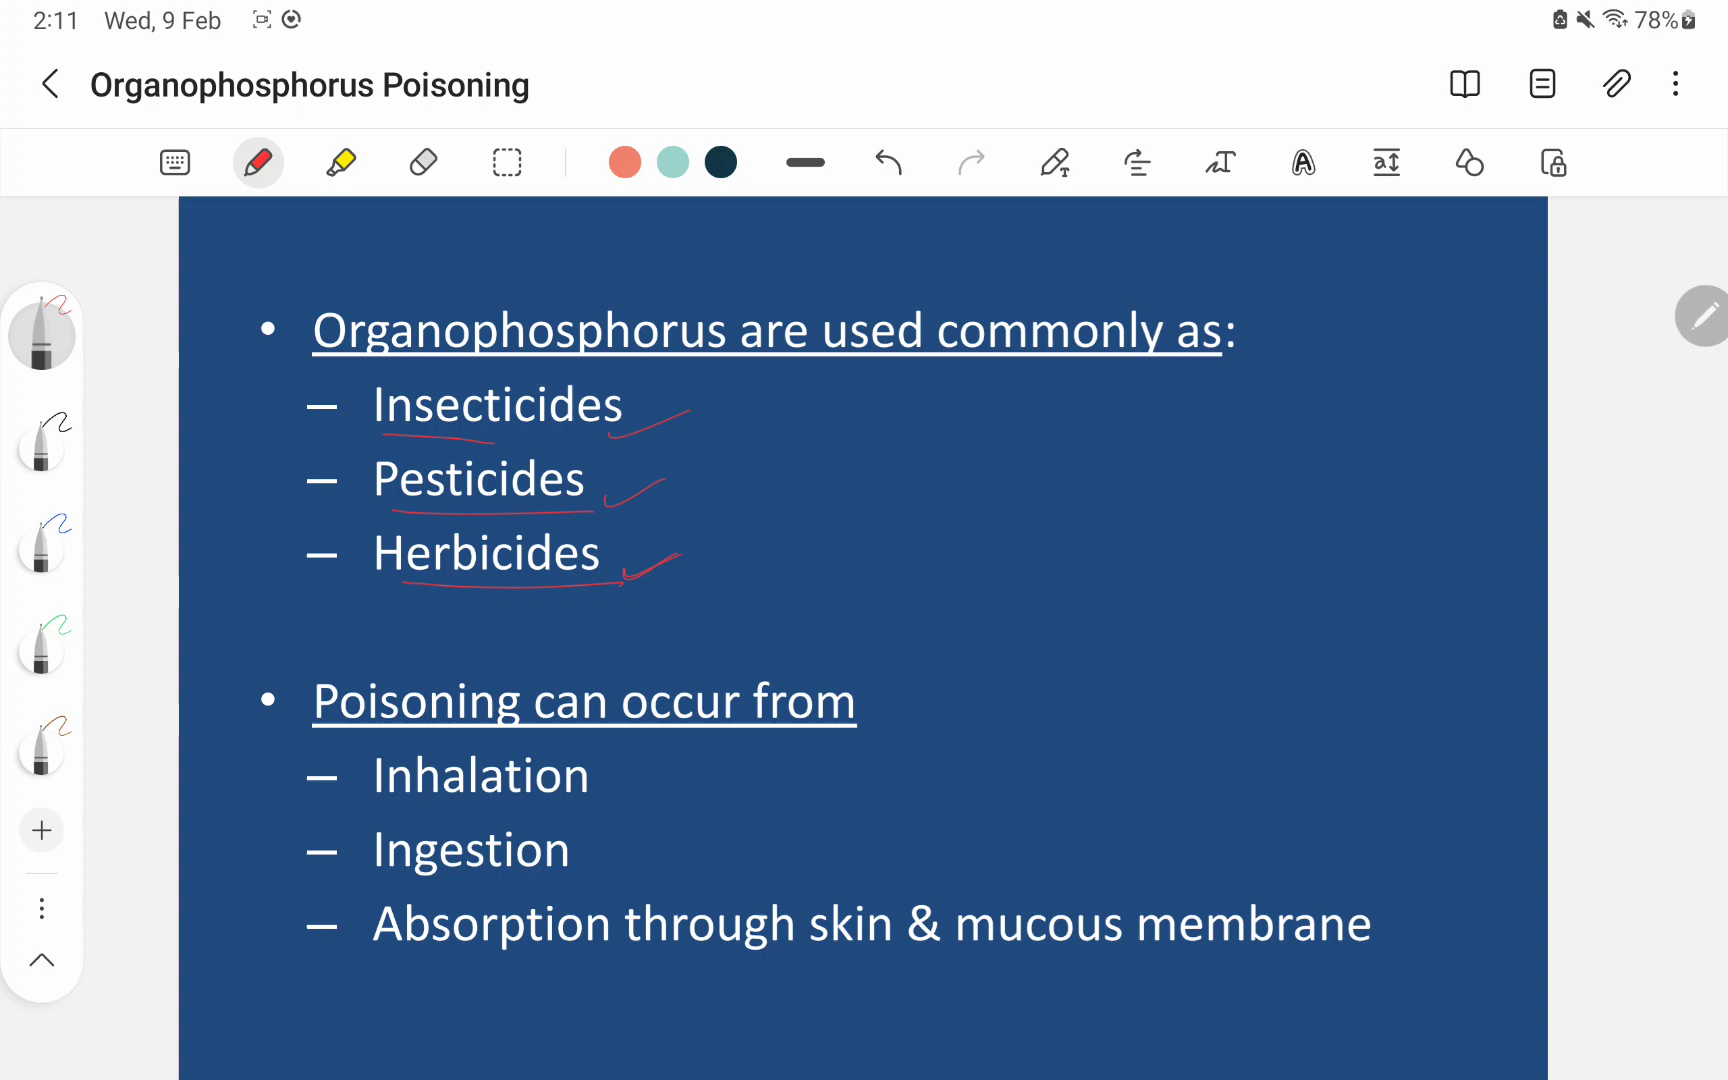 2:11 Wed, 9 Feb 78%
Organophosphorus Poisoning
• Organophosphorus are used commonly as:
– Insecticides
– Pesticides
– Herbicides
• Poisoning can occur from
– Inhalation
– Ingestion
– Absorption through skin & mucous membrane